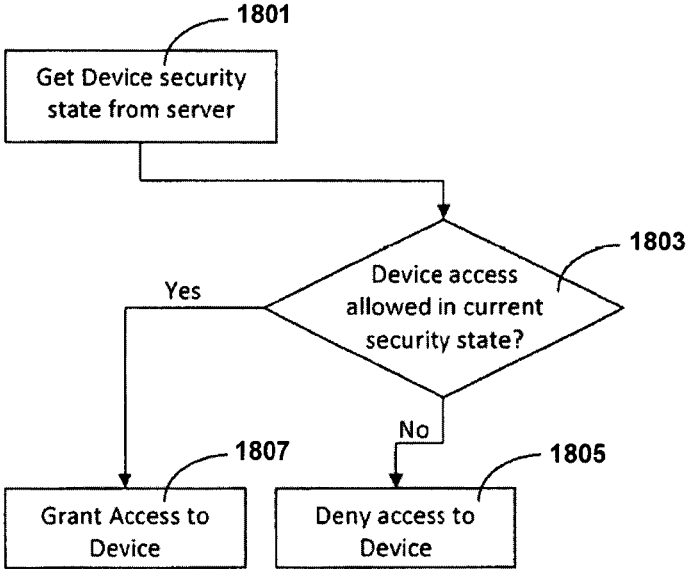 1801
Get Device security
state from server
1803
Device access
allowed in current
security state?
Yes
No
1807
1805
Grant Access to
Device
Deny access to
Device